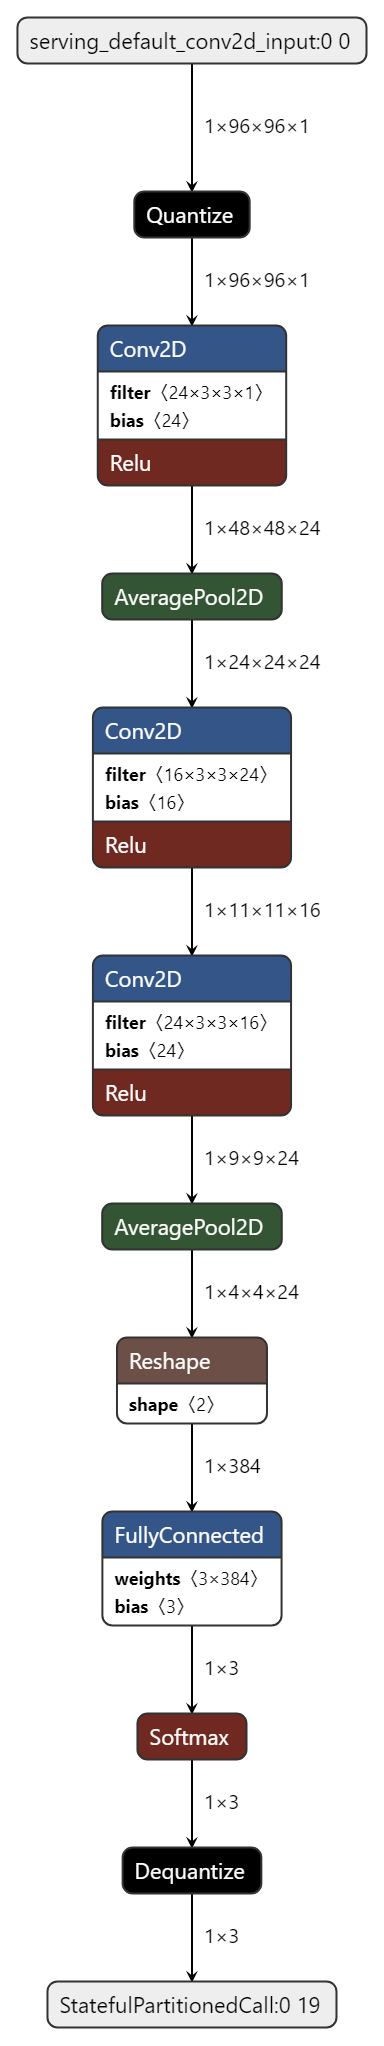 serving_default_conv2d_input:0 0
1×96×96×1
Quantize
1×96×96×1
Conv2D
filter 〈24×3×3×1〉
bias 〈24〉
Relu
1×48×48×24
AveragePool2D
1×24×24×24
Conv2D
filter 〈16×3×3×24〉
bias 〈16〉
Relu
1×11×11×16
Conv2D
filter 〈24×3×3×16〉
bias 〈24〉
Relu
1×9×9×24
AveragePool2D
1×4×4×24
Reshape
shape 〈2〉
1×384
FullyConnected
weights 〈3×384〉
bias 〈3〉
1×3
Softmax
1×3
Dequantize
1×3
StatefulPartitionedCall:0 19